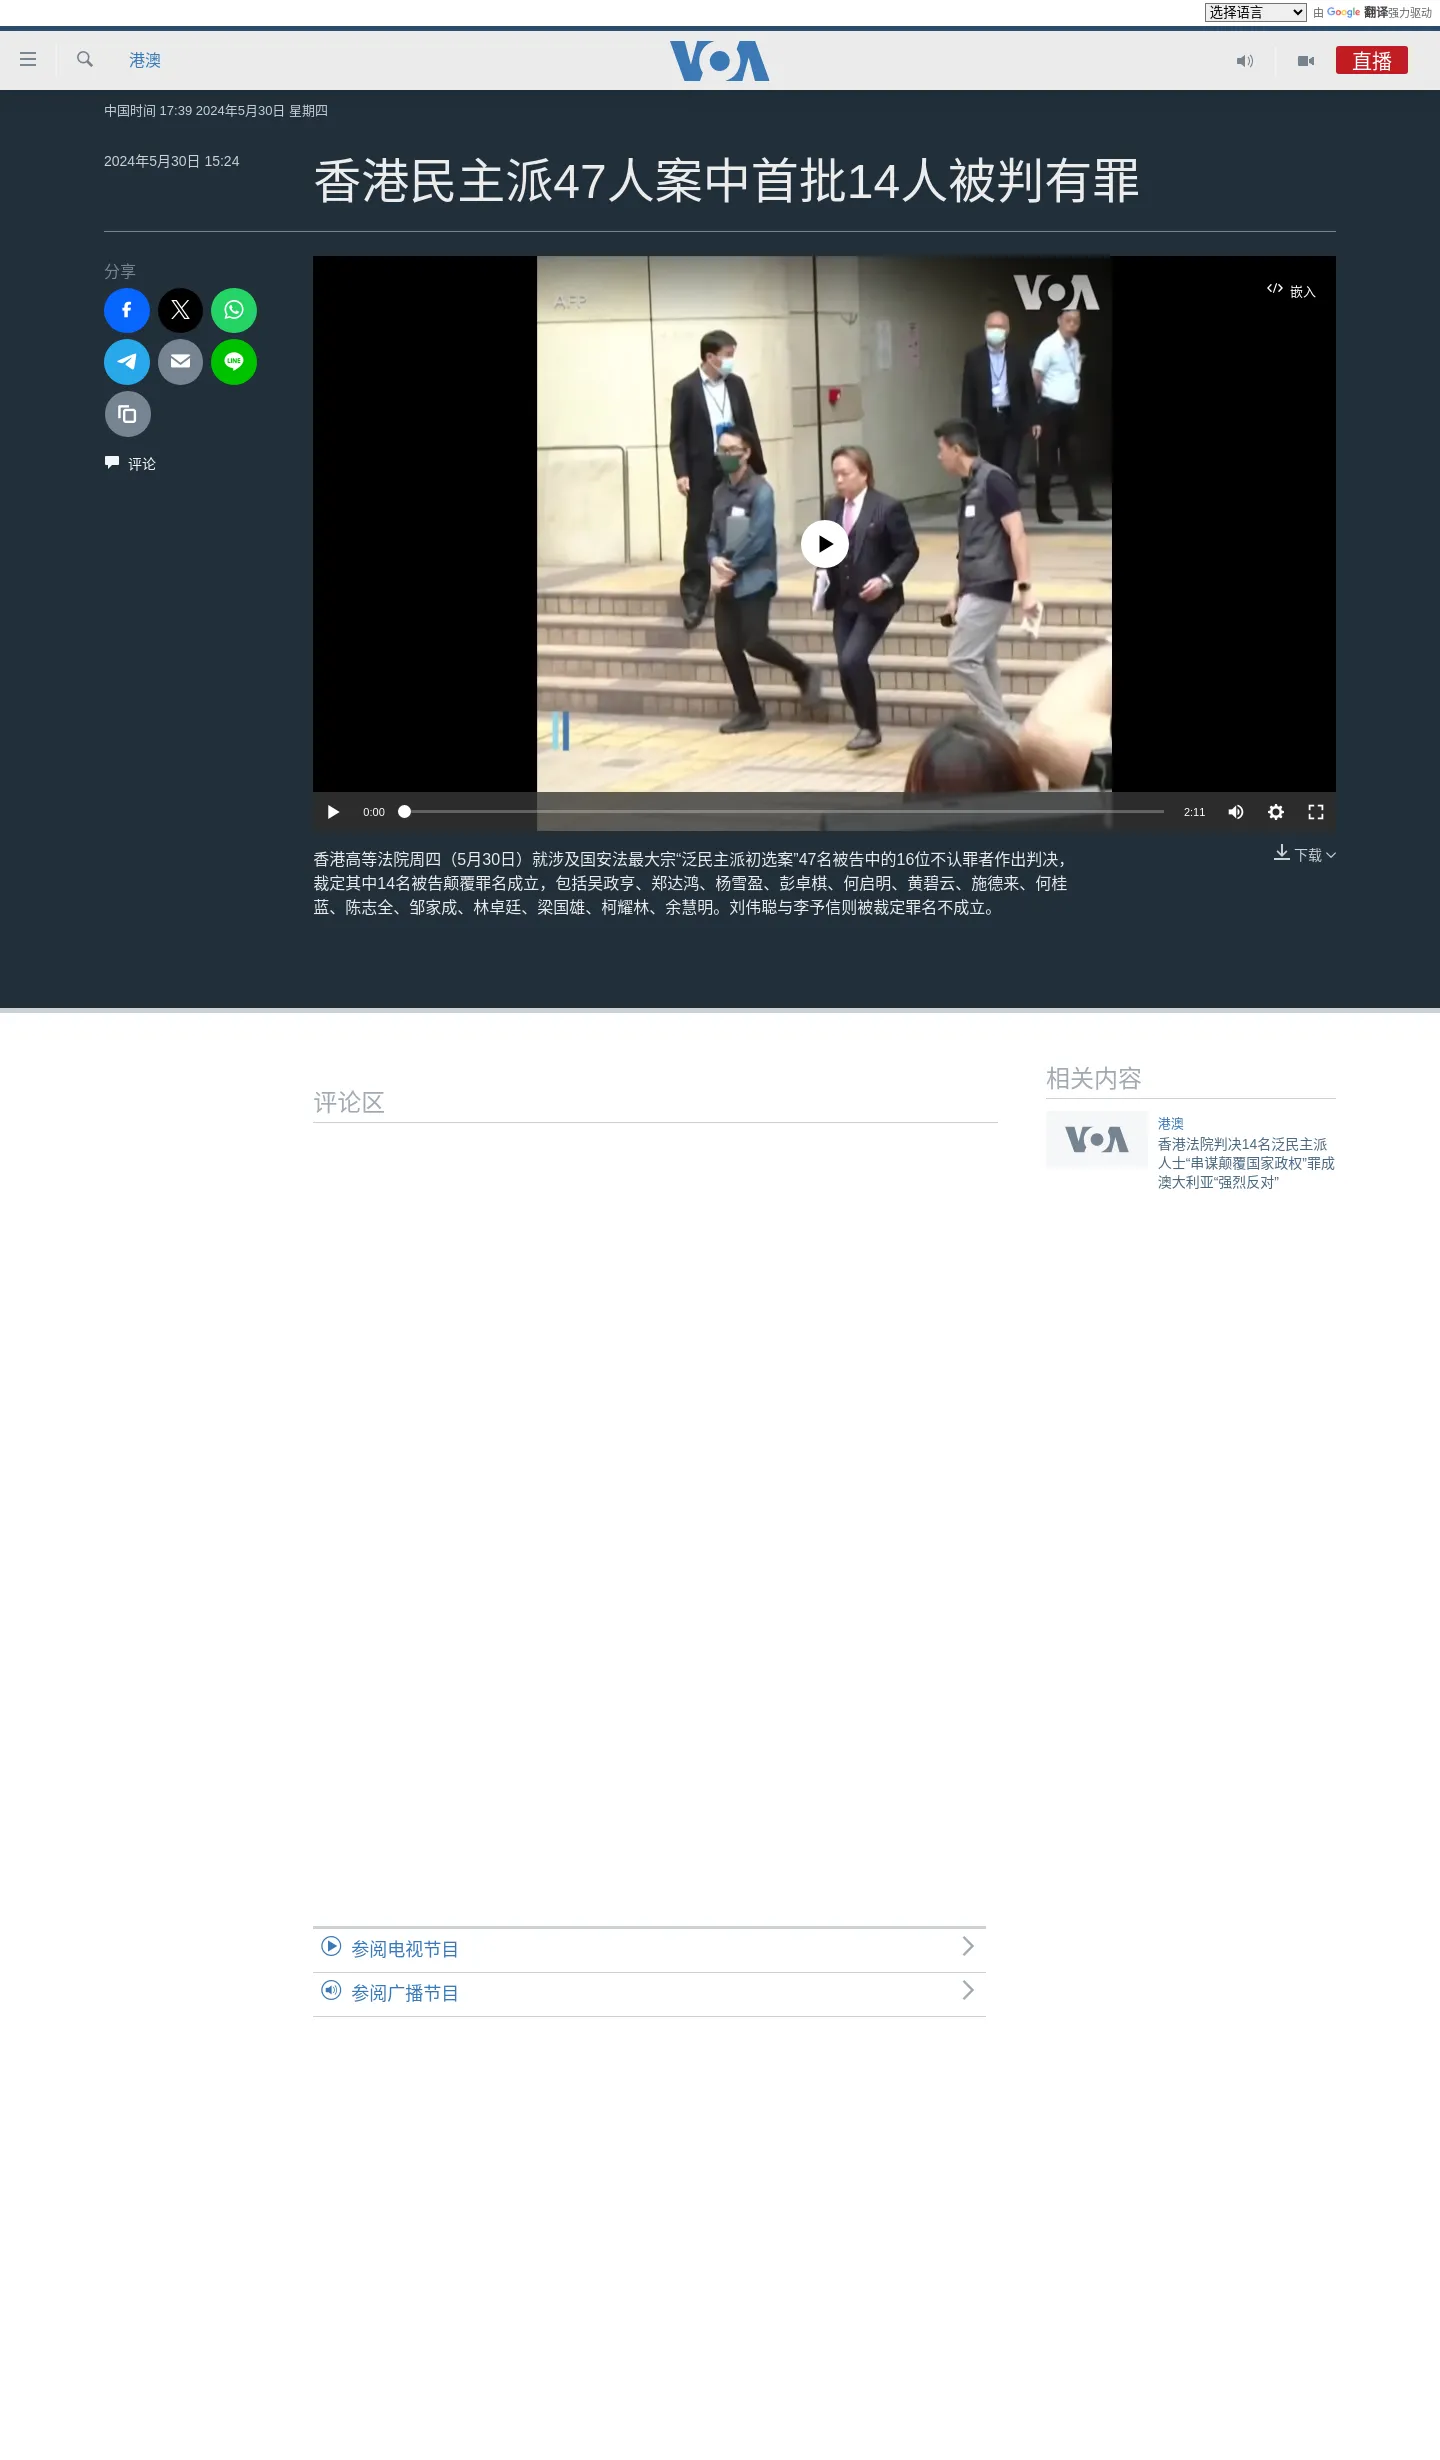 选择语言 由 Google 翻译强力驱动
港澳 VOA 直播
中国时间 17:39 2024年5月30日 星期四
2024年5月30日 15:24
香港民主派47人案中首批14人被判有罪
分享
LINE
评论
AFP
VOA
嵌入
0:00 2:11
香港高等法院周四（5月30日）就涉及国安法最大宗“泛民主派初选案”47名被告中的16位不认罪者作出判决，
裁定其中14名被告颠覆罪名成立，包括吴政亨、郑达鸿、杨雪盈、彭卓棋、何启明、黄碧云、施德来、何桂
蓝、陈志全、邹家成、林卓廷、梁国雄、柯耀林、余慧明。刘伟聪与李予信则被裁定罪名不成立。
下载
评论区
相关内容
VOA
港澳
香港法院判决14名泛民主派
人士“串谋颠覆国家政权”罪成
澳大利亚“强烈反对”
参阅电视节目
参阅广播节目